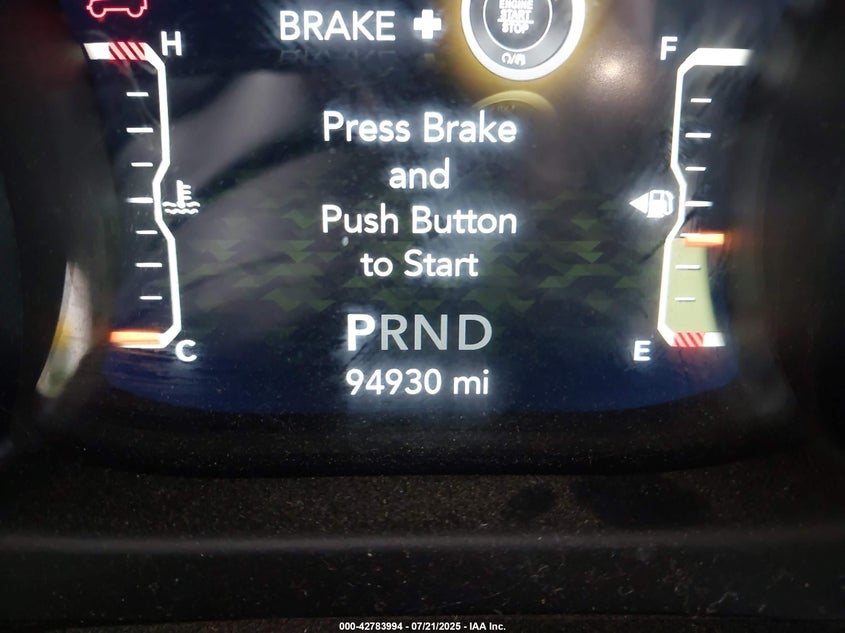 BRAKE +
ENGINE
START
STOP
H
F
Press Brake
and
Push Button
to Start
PRND
C
E
94930 mi
000-42783994 - 07/21/2025 - IAA Inc.